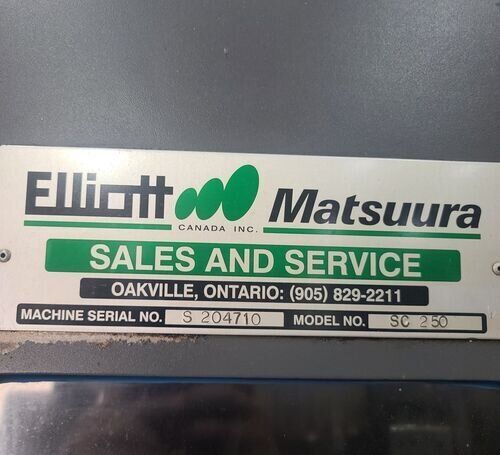 Elliott Matsuura
CANADA INC.
SALES AND SERVICE
OAKVILLE, ONTARIO: (905) 829-2211
MACHINE SERIAL NO. S 204710 MODEL NO. SC 250